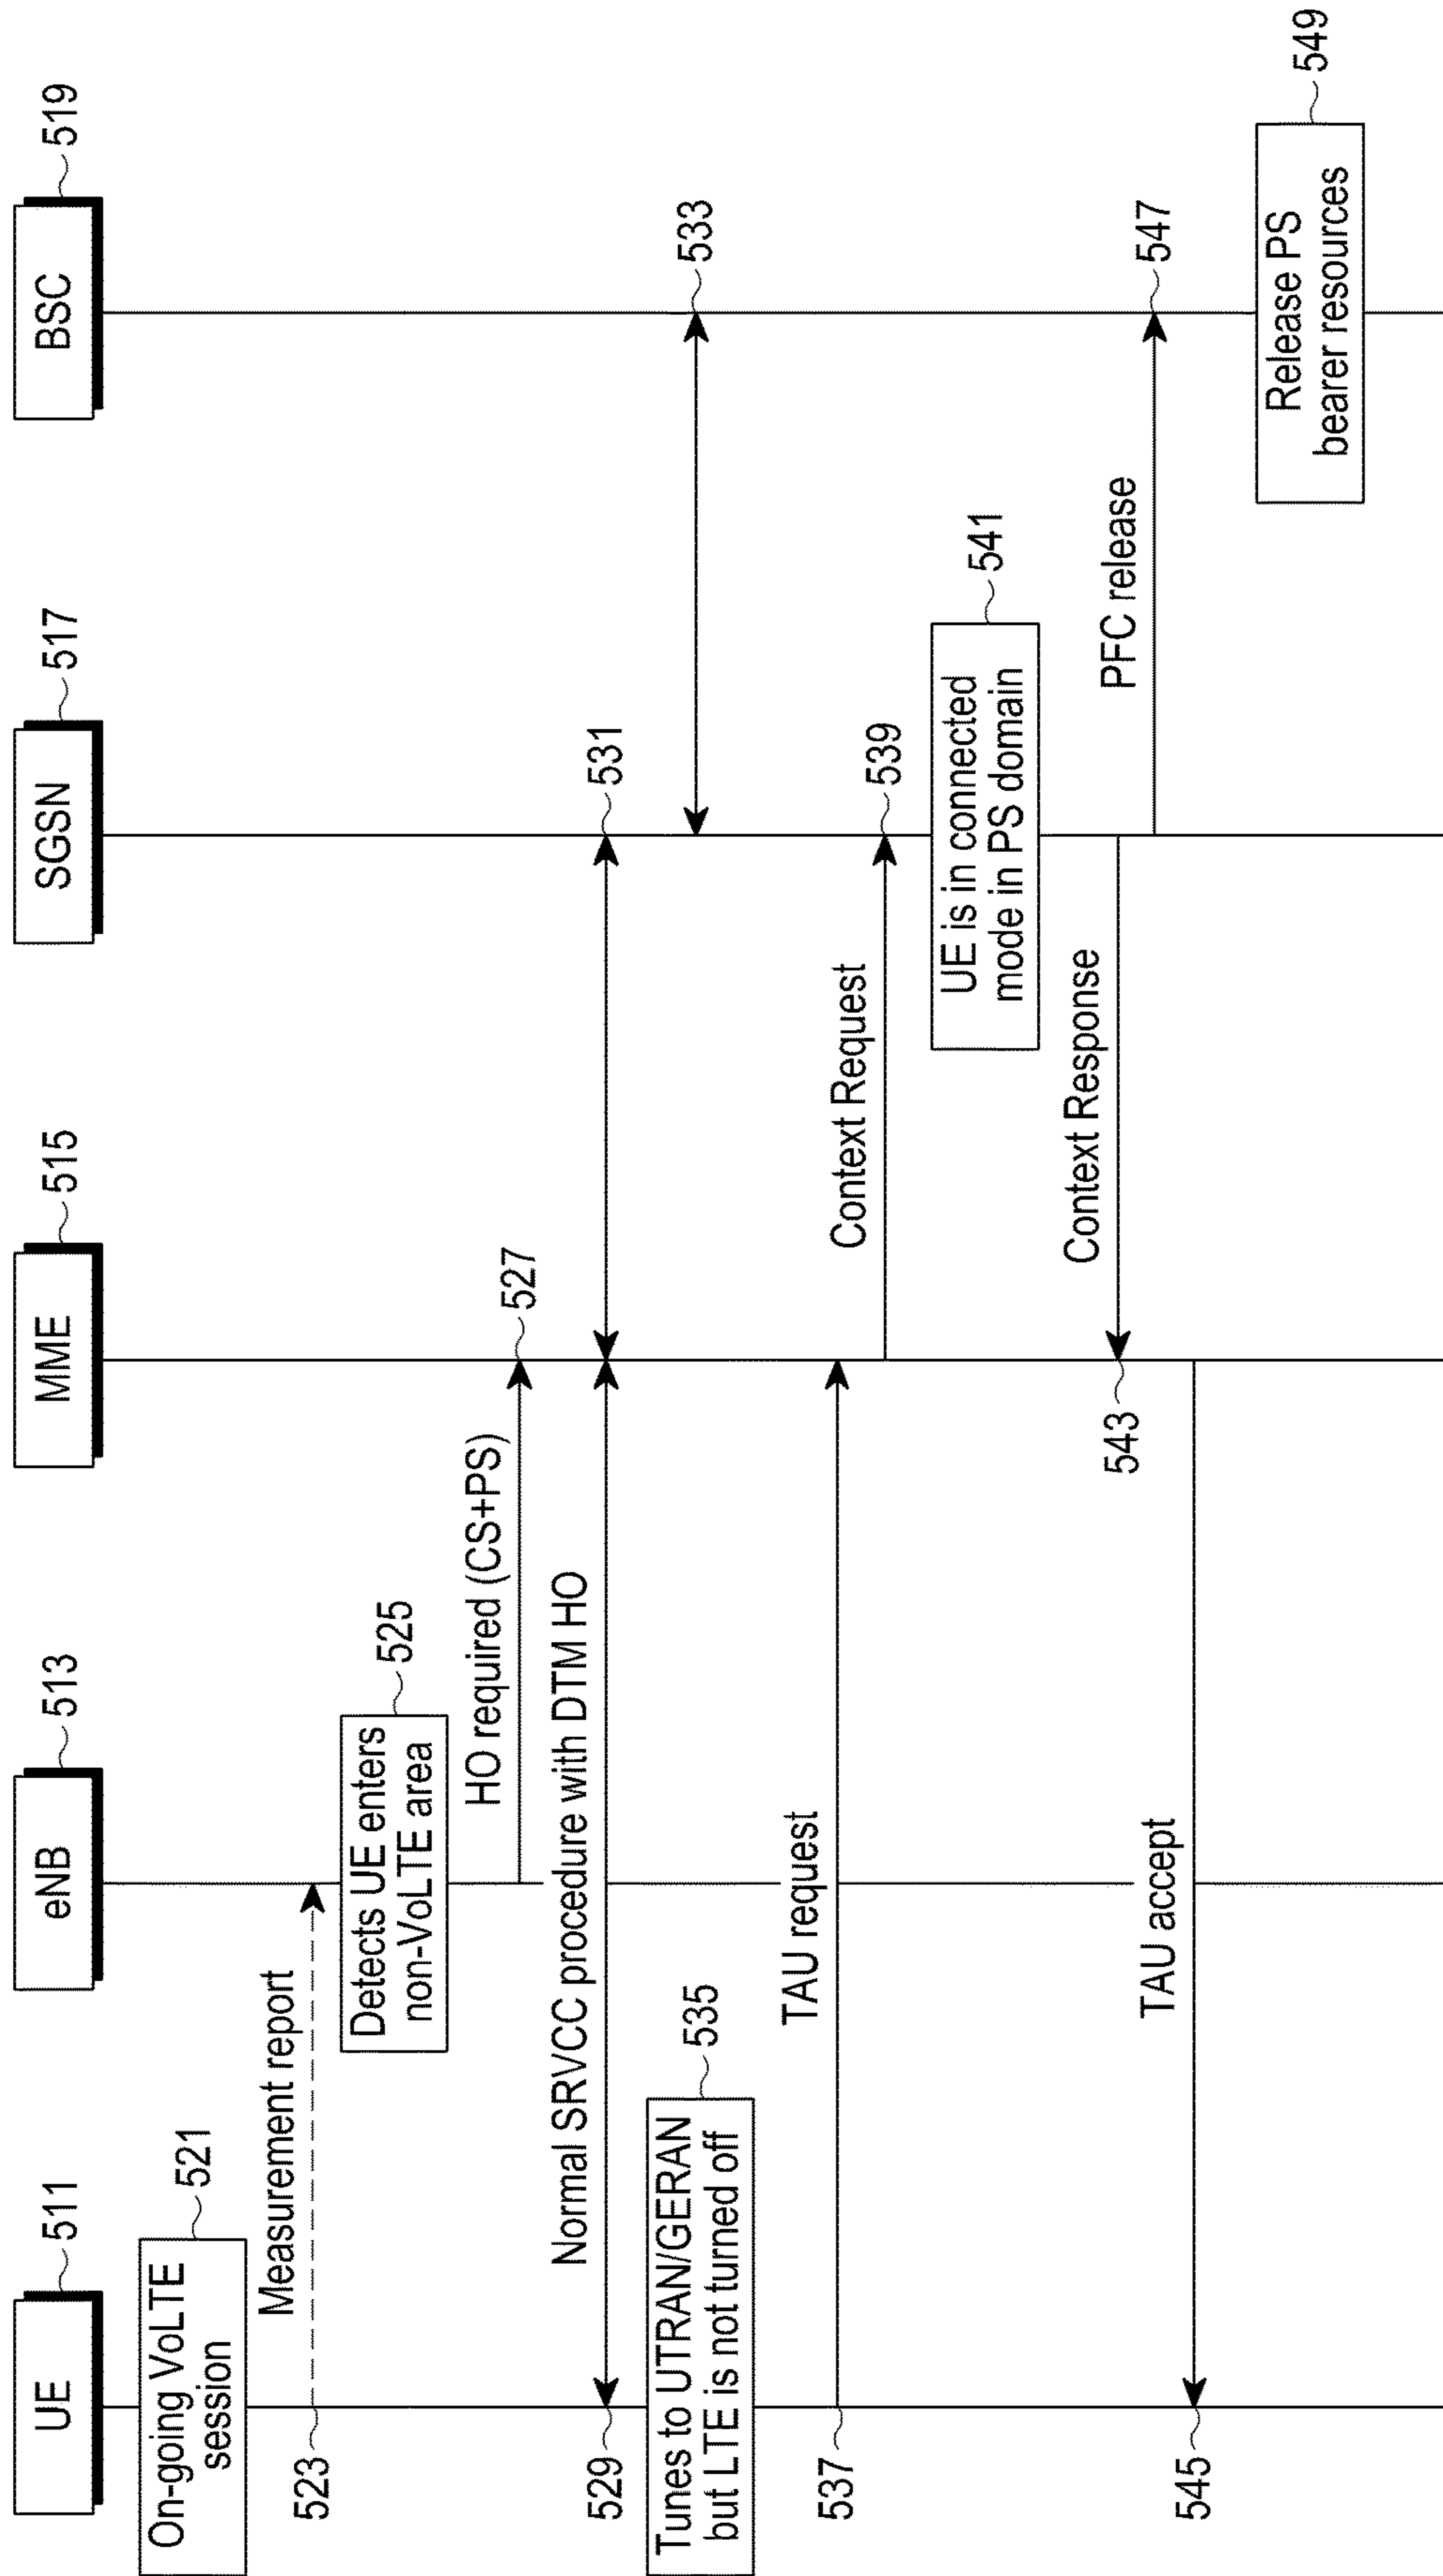 UE
511
eNB
513
MME
515
SGSN
517
BSC
519
On-going VoLTE
session
521
Measurement report
523
Detects UE enters
non-VoLTE area
525
HO required (CS+PS)
527
Normal SRVCC procedure with DTM HO
529
531
533
Tunes to UTRAN/GERAN
but LTE is not turned off
535
TAU request
537
Context Request
539
UE is in connected
mode in PS domain
541
Context Response
543
PFC release
547
TAU accept
545
Release PS
bearer resources
549